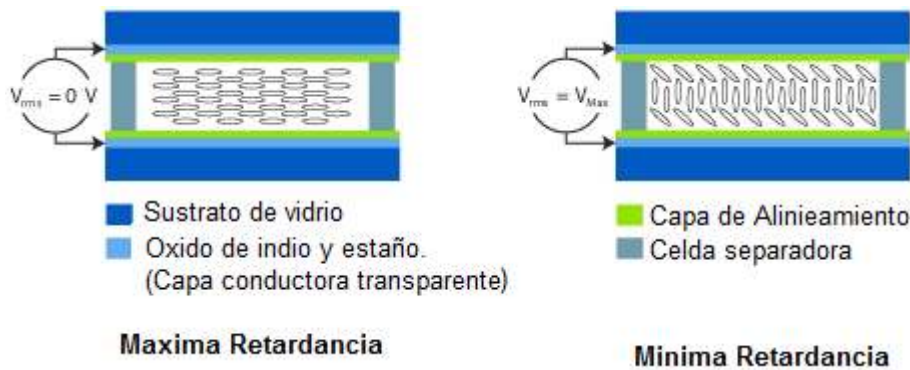 V_rms = 0 V
V_rms = V_Max
Sustrato de vidrio
Oxido de indio y estaño.
(Capa conductora transparente)
Capa de Alinieamiento
Celda separadora
Maxima Retardancia
Minima Retardancia